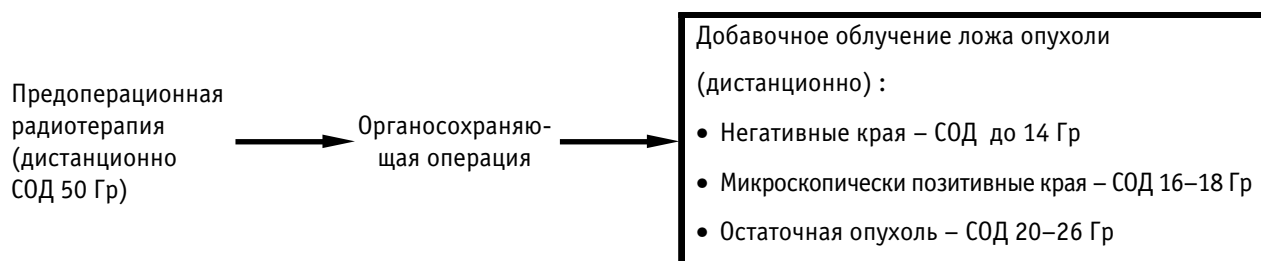 Предоперационная
радиотерапия
(дистанционно
СОД 50 Гр)
Органосохраняю-
щая операция
Добавочное облучение ложа опухоли
(дистанционно) :
• Негативные края – СОД до 14 Гр
• Микроскопически позитивные края – СОД 16–18 Гр
• Остаточная опухоль – СОД 20–26 Гр